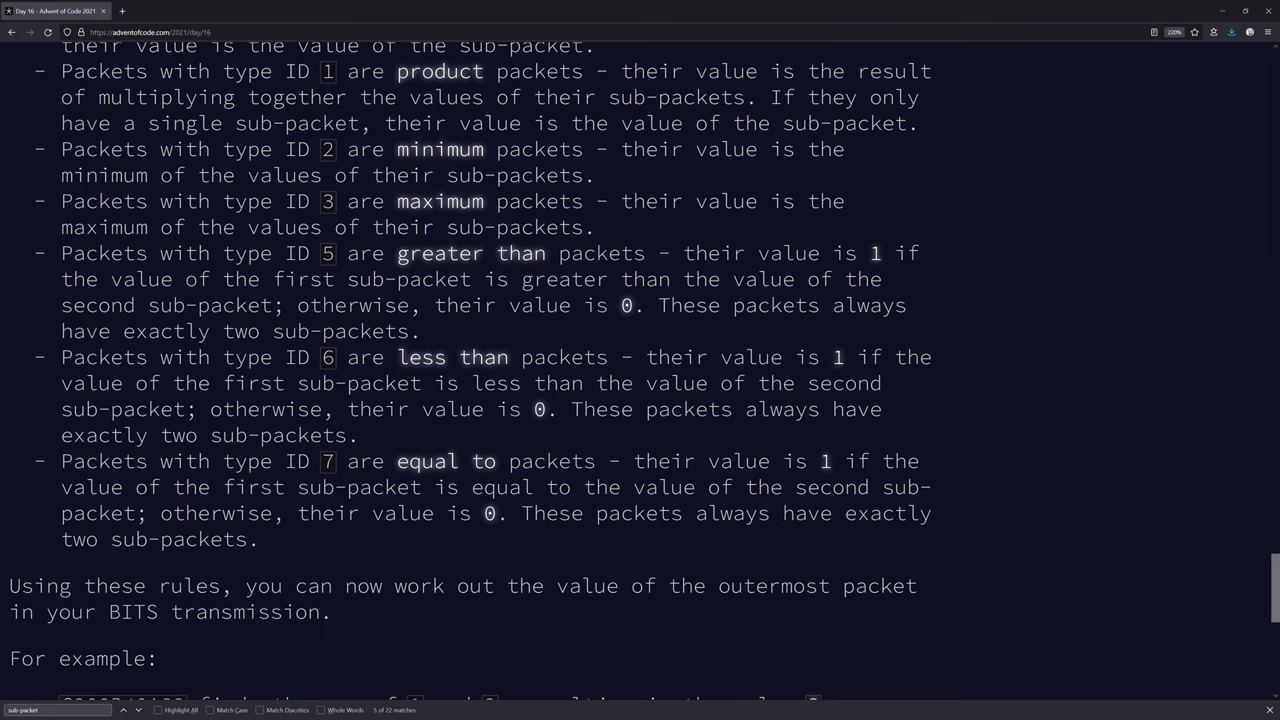 Day 16 - Advent of Code 2021
https://adventofcode.com/2021/day/16
220%
their value is the value of the sub-packet.
- Packets with type ID 1 are product packets - their value is the result
of multiplying together the values of their sub-packets. If they only
have a single sub-packet, their value is the value of the sub-packet.
- Packets with type ID 2 are minimum packets - their value is the
minimum of the values of their sub-packets.
- Packets with type ID 3 are maximum packets - their value is the
maximum of the values of their sub-packets.
- Packets with type ID 5 are greater than packets - their value is 1 if
the value of the first sub-packet is greater than the value of the
second sub-packet; otherwise, their value is 0. These packets always
have exactly two sub-packets.
- Packets with type ID 6 are less than packets - their value is 1 if the
value of the first sub-packet is less than the value of the second
sub-packet; otherwise, their value is 0. These packets always have
exactly two sub-packets.
- Packets with type ID 7 are equal to packets - their value is 1 if the
value of the first sub-packet is equal to the value of the second sub-
packet; otherwise, their value is 0. These packets always have exactly
two sub-packets.
Using these rules, you can now work out the value of the outermost packet
in your BITS transmission.
For example:
sub-packet
Highlight All
Match Case
Match Diacritics
Whole Words
5 of 22 matches